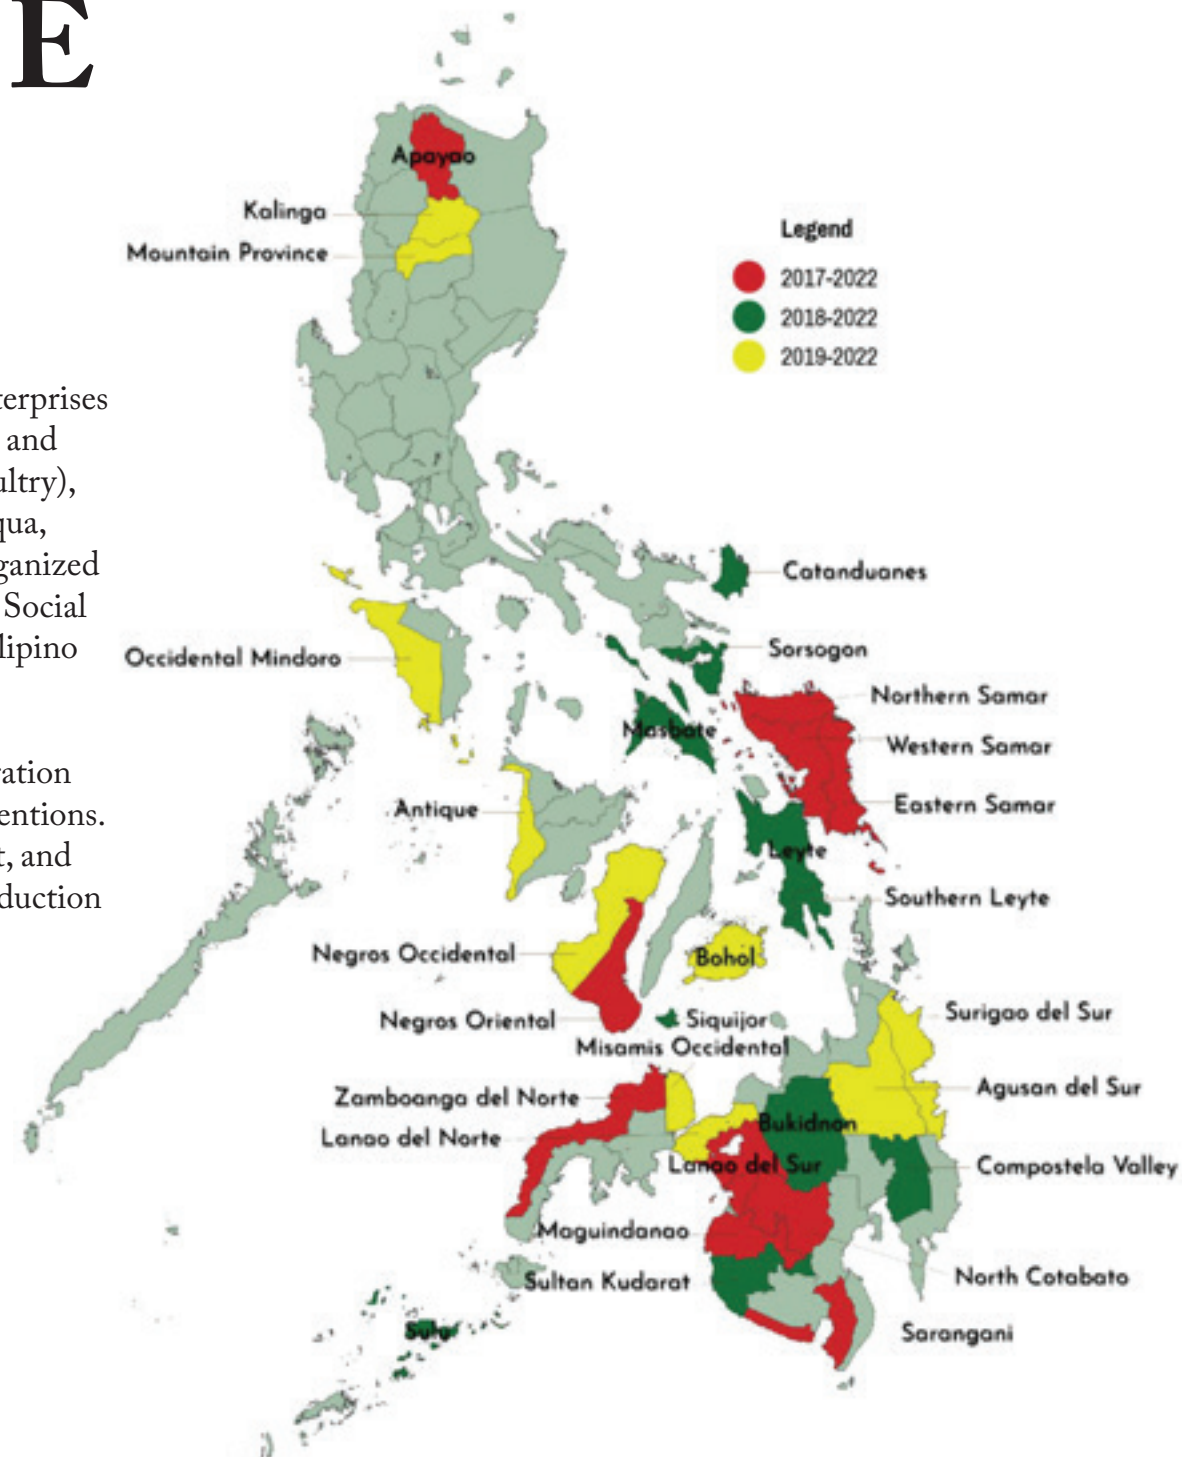 E
terprises
and
ultry),
qua,
ganized
Social
lipino
ration
entions.
t, and
duction
Apayao
Kalinga
Mountain Province
Legend
2017-2022
2018-2022
2019-2022
Catanduanes
Sorsogon
Occidental Mindoro
Northern Samar
Masbate
Western Samar
Antique
Eastern Samar
Leyte
Southern Leyte
Negros Occidental
Bohol
Surigao del Sur
Negros Oriental
Siquijor
Misamis Occidental
Zamboanga del Norte
Agusan del Sur
Bukidnon
Lanao del Norte
Lanao del Sur
Compostela Valley
Maguindanao
North Cotabato
Sultan Kudarat
Sulu
Sarangani